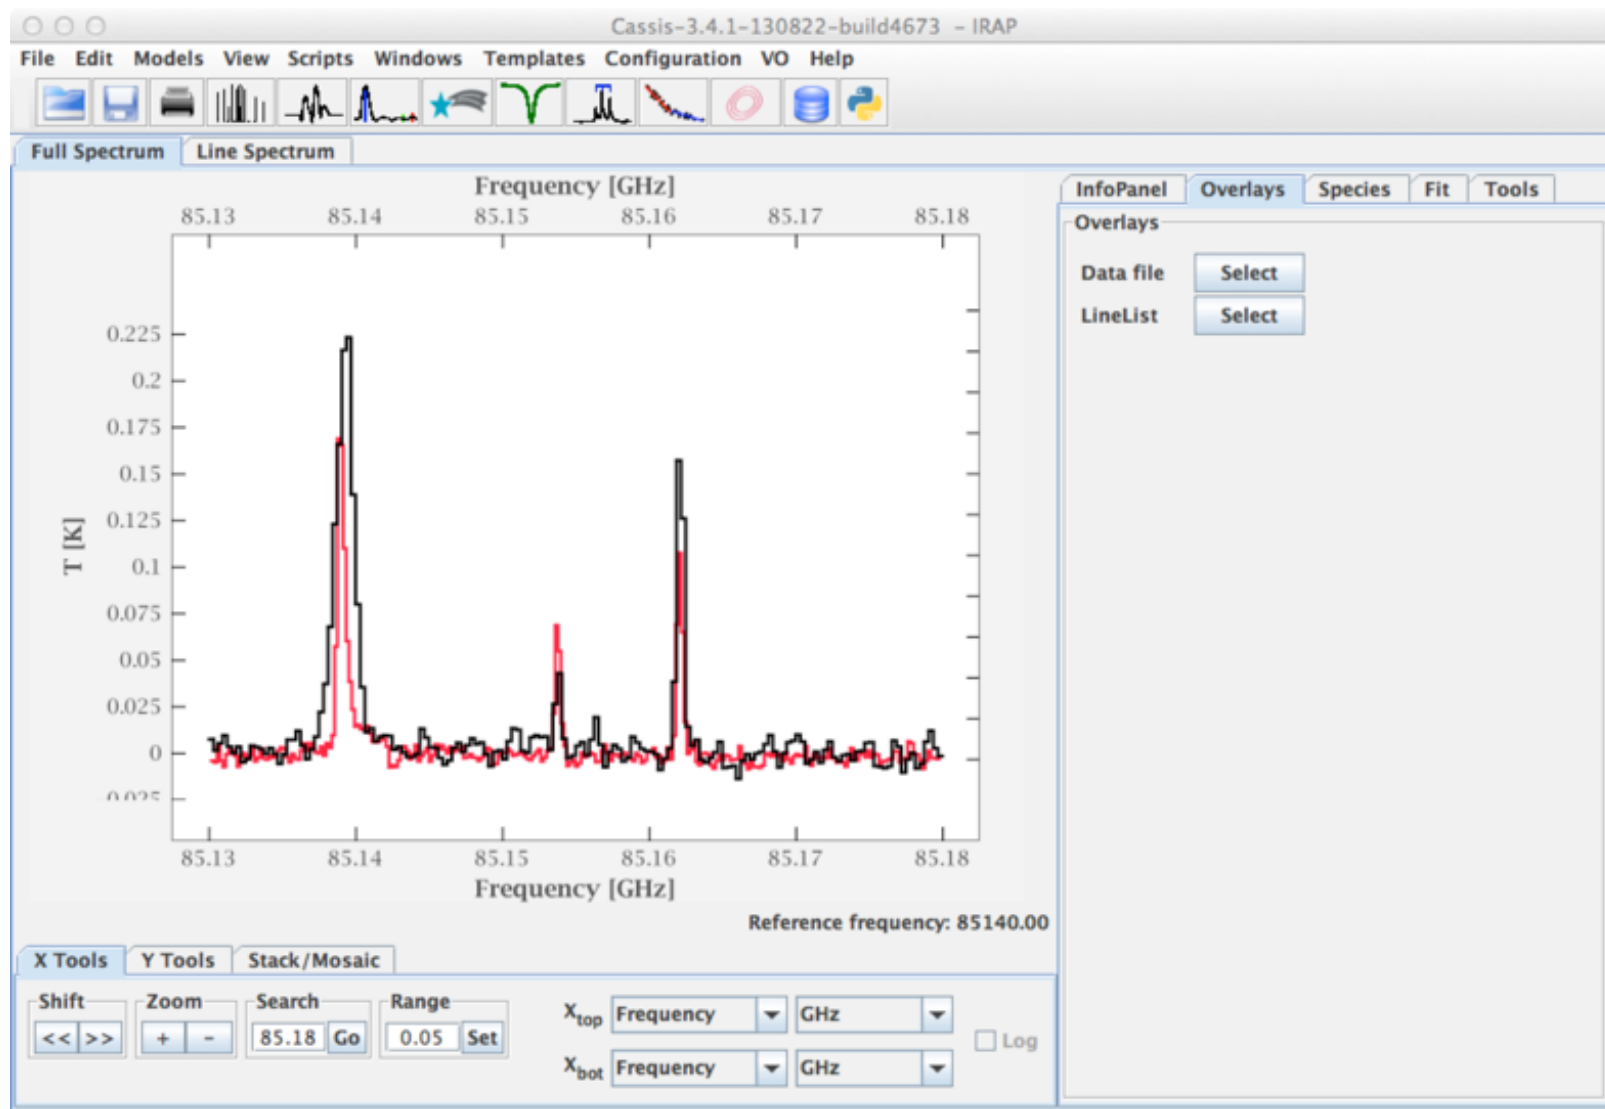 Cassis-3.4.1-130822-build4673 - IRAP
File Edit Models View Scripts Windows Templates Configuration VO Help
Full Spectrum Line Spectrum
InfoPanel Overlays Species Fit Tools
Overlays
Data file Select
LineList Select
Frequency [GHz]
85.13 85.14 85.15 85.16 85.17 85.18
0.225
0.2
0.175
0.15
0.125
0.1
0.075
0.05
0.025
0
-0.025
T [K]
85.13 85.14 85.15 85.16 85.17 85.18
Frequency [GHz]
Reference frequency: 85140.00
X Tools Y Tools Stack/Mosaic
Shift Zoom Search Range
<< >> + - 85.18 Go 0.05 Set
Xtop Frequency GHz
Xbot Frequency GHz
Log